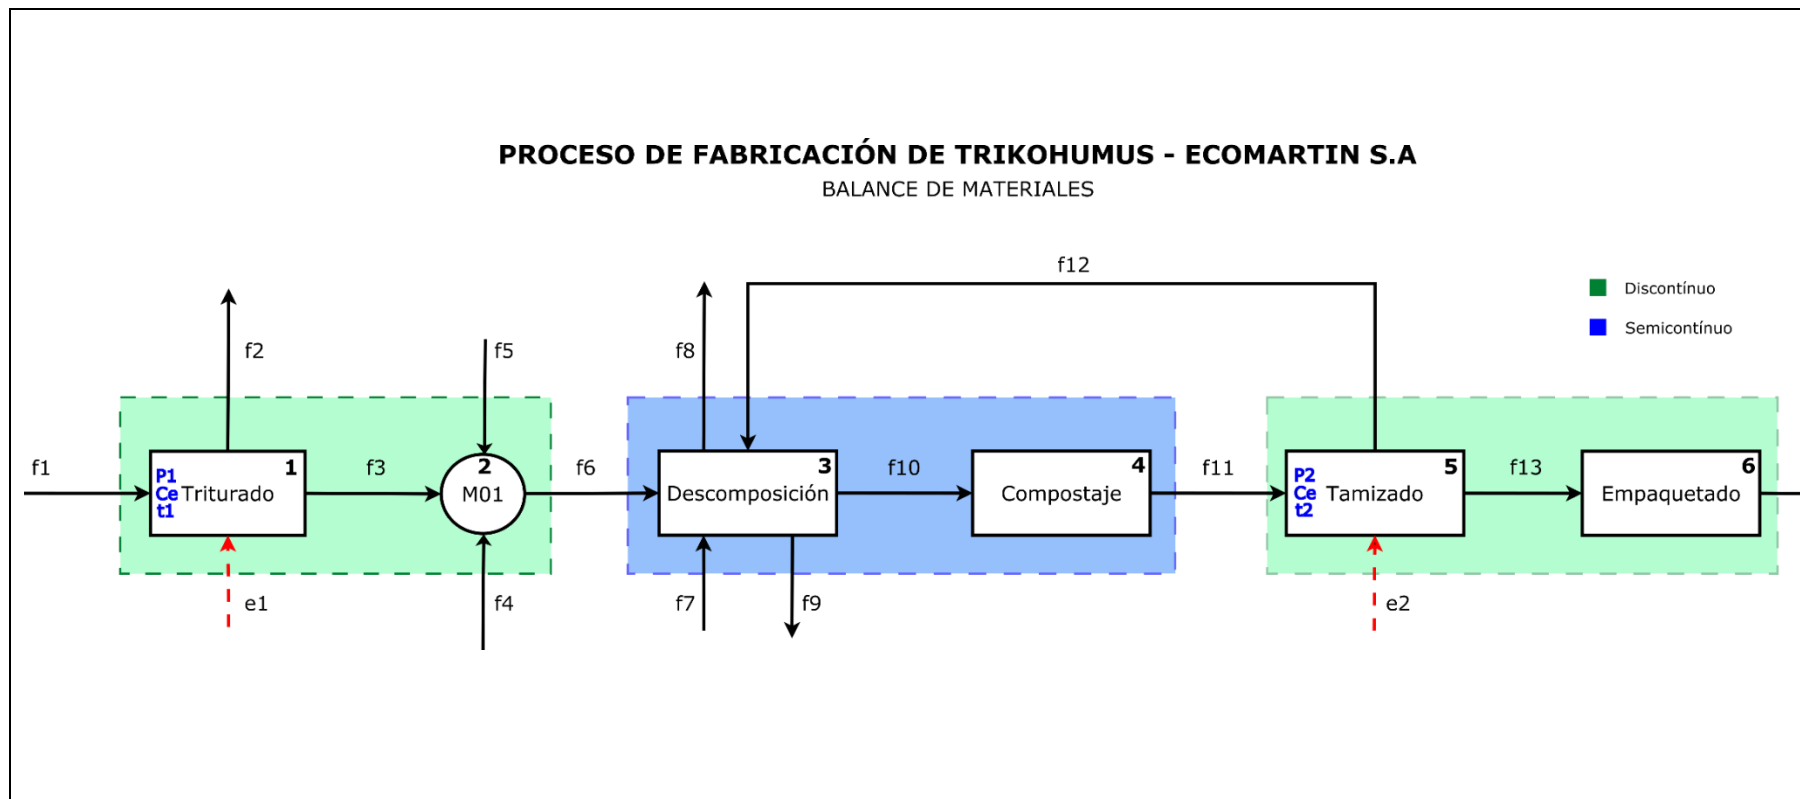 PROCESO DE FABRICACIÓN DE TRIKOHUMUS - ECOMARTIN S.A
BALANCE DE MATERIALES
f12
Discontínuo
Semicontínuo
f2
f5
f8
f1
P1
Ce
t1
Triturado
1
f3
2
M01
f6
Descomposición
3
f10
Compostaje
4
f11
P2
Ce
t2
Tamizado
5
f13
Empaquetado
6
e1
f4
f7
f9
e2